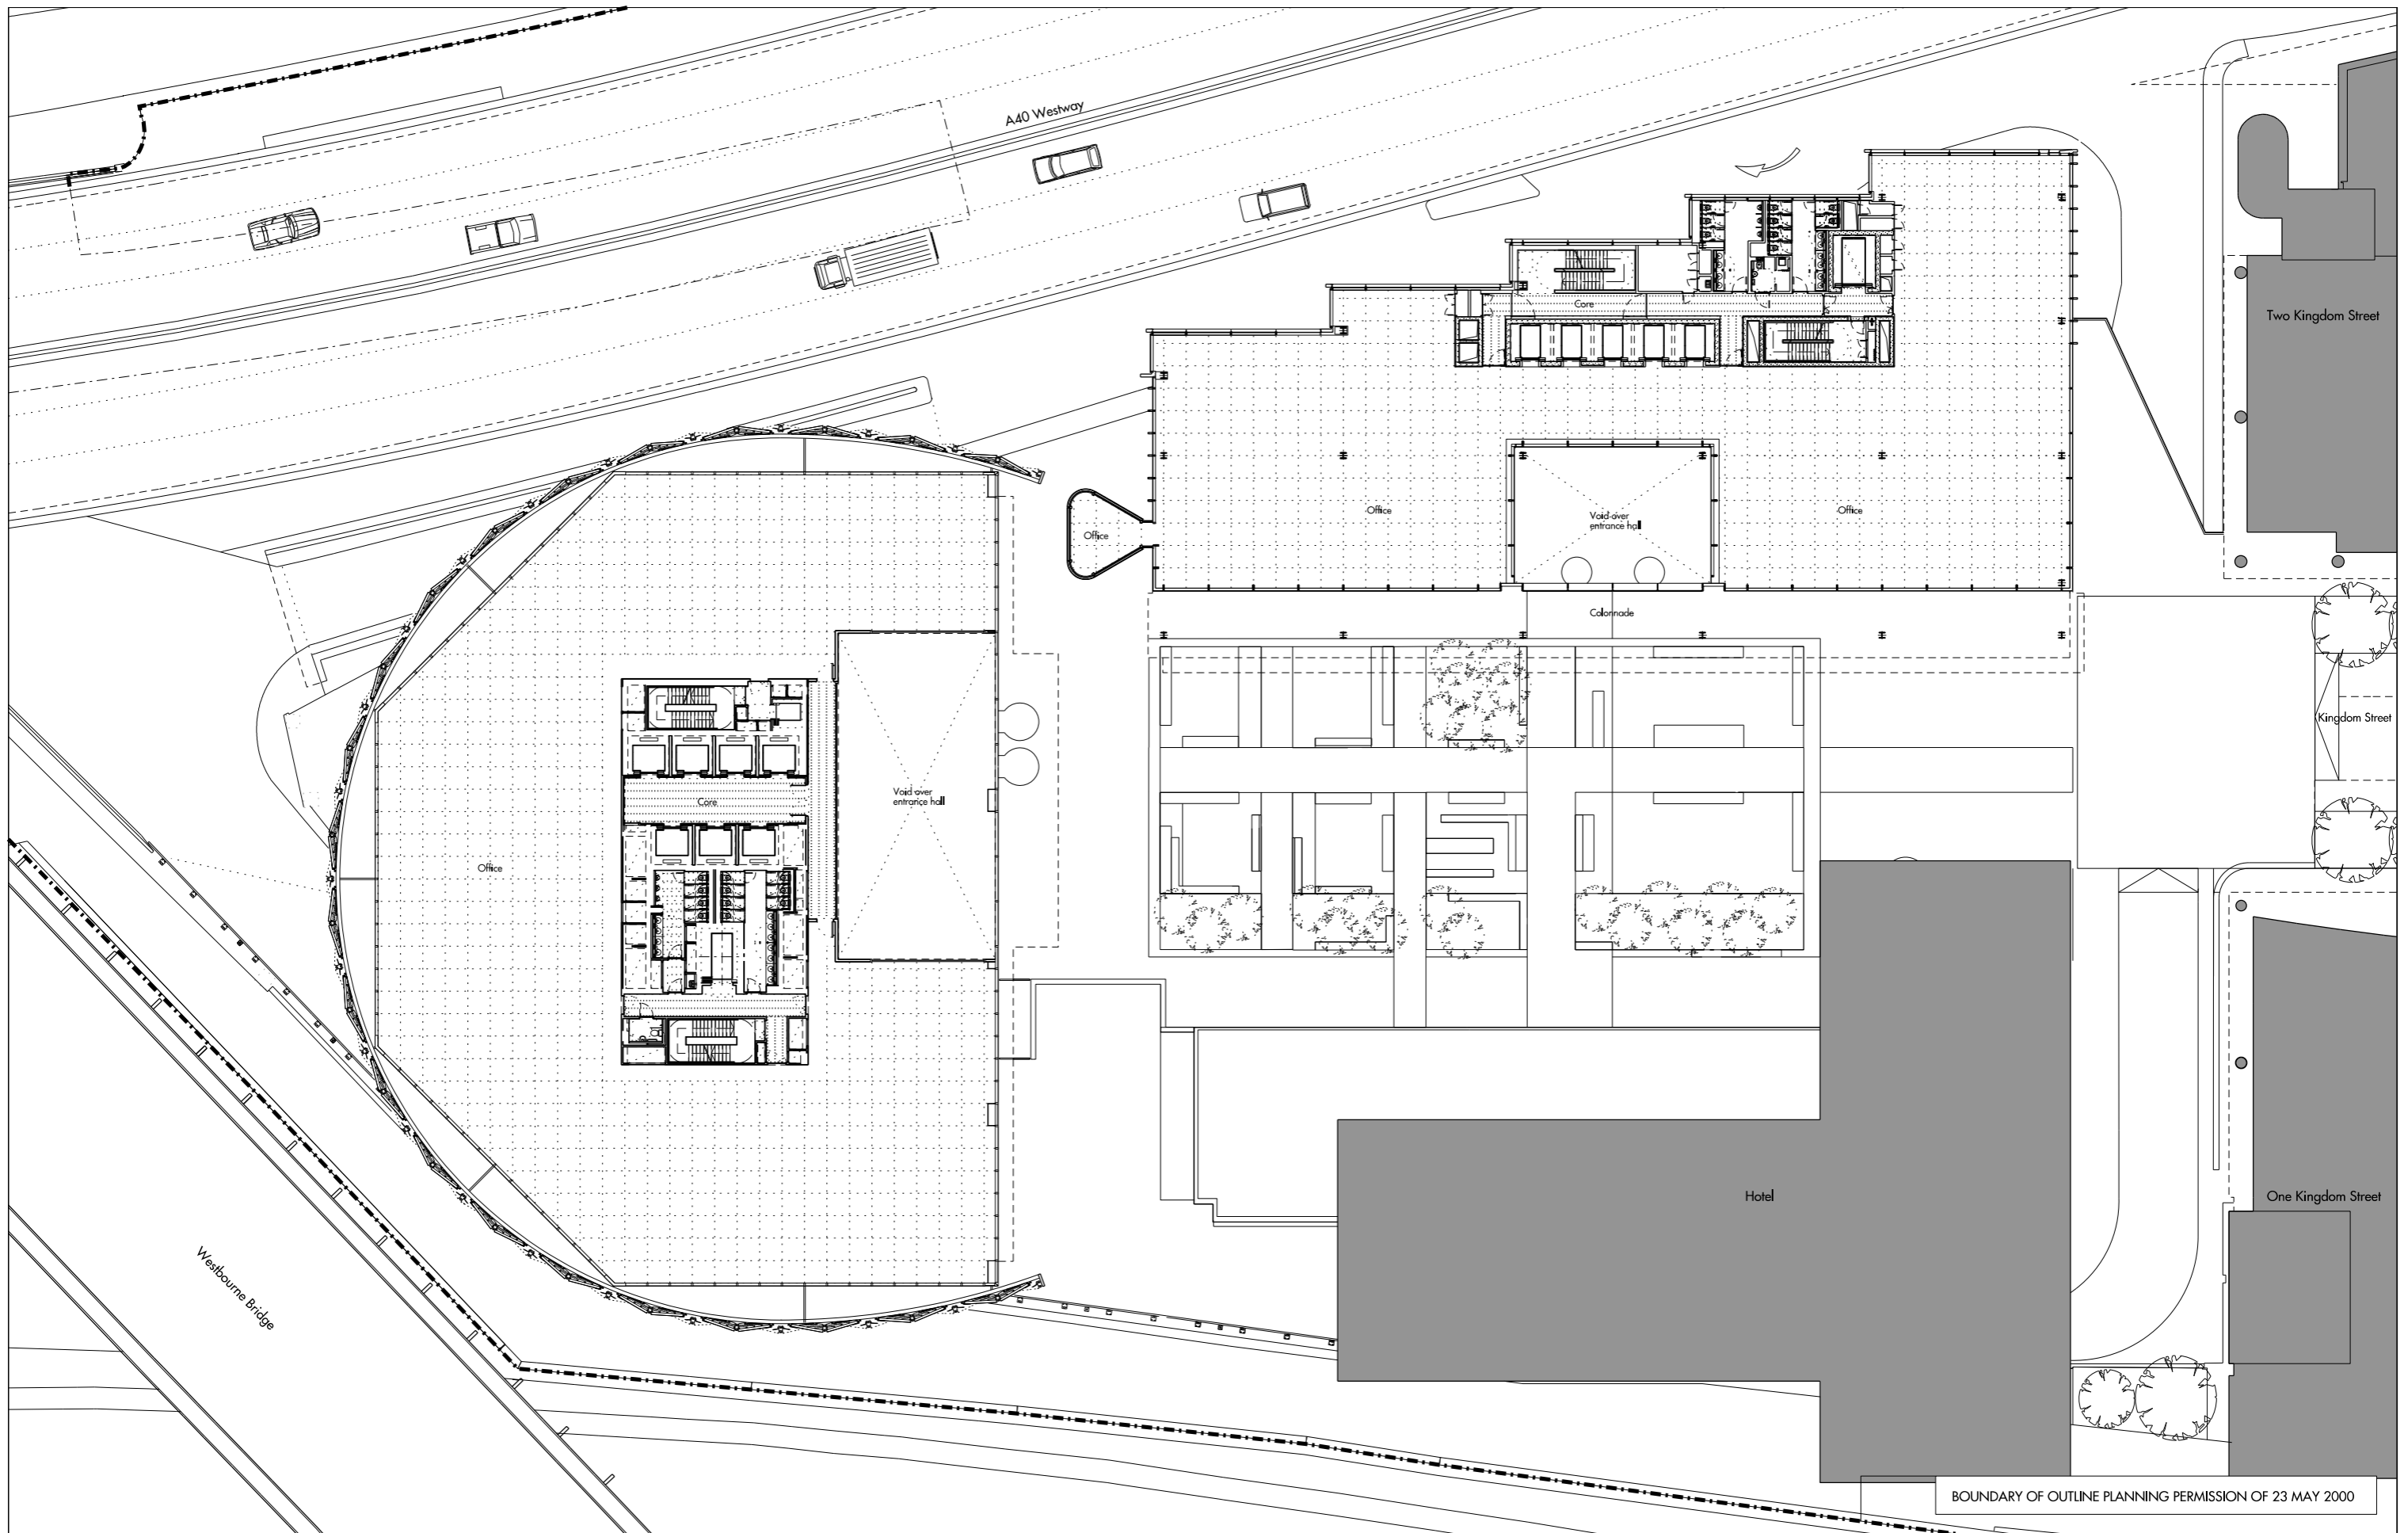 A40 Westway
Core
Two Kingdom Street
Office
Void over
entrance hall
Office
Office
Colonnade
Kingdom Street
Core
Void over
entrance hall
Office
Hotel
One Kingdom Street
Westbourne Bridge
BOUNDARY OF OUTLINE PLANNING PERMISSION OF 23 MAY 2000